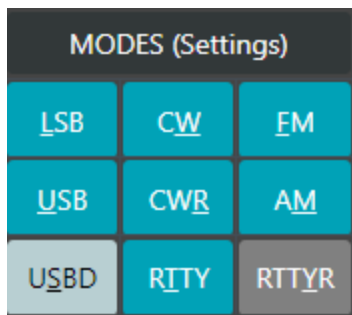 MODES (Settings)
LSB CW FM
USB CWR AM
USBD RTTY RTTYR